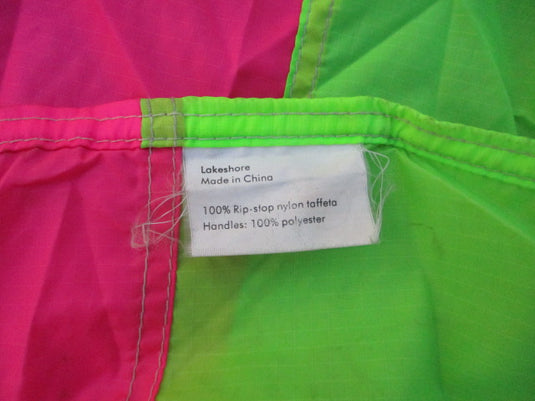 Lakeshore
Made in China
100% Rip-stop nylon taffeta
Handles: 100% polyester